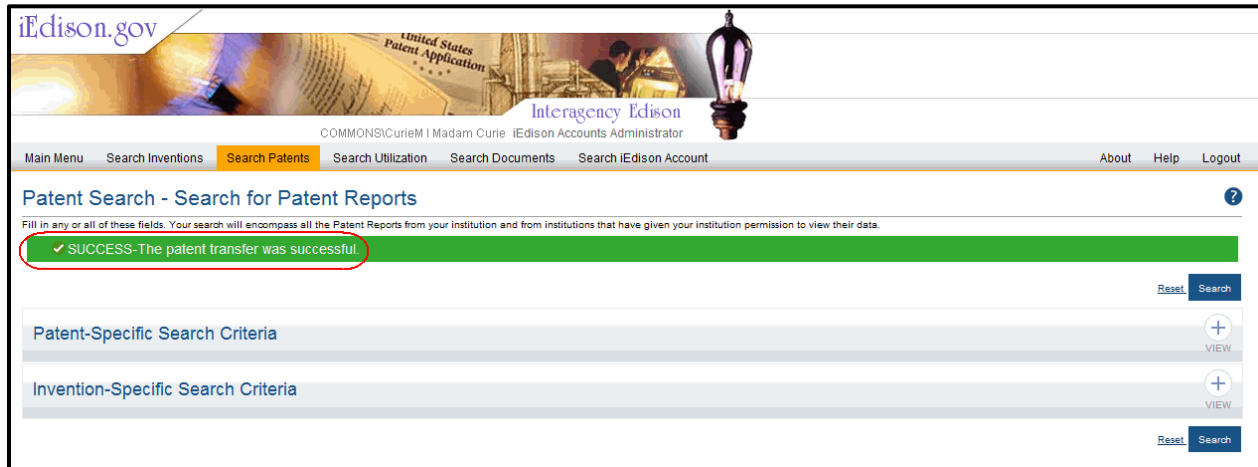 iEdison.gov
United States
Patent Application
Interagency Edison
COMMONS\CurieM I Madam Curie iEdison Accounts Administrator
Main Menu Search Inventions Search Patents Search Utilization Search Documents Search iEdison Account About Help Logout
Patent Search - Search for Patent Reports ?
Fill in any or all of these fields. Your search will encompass all the Patent Reports from your institution and from institutions that have given your institution permission to view their data.
SUCCESS-The patent transfer was successful.
Reset Search
Patent-Specific Search Criteria
VIEW
Invention-Specific Search Criteria
VIEW
Reset Search